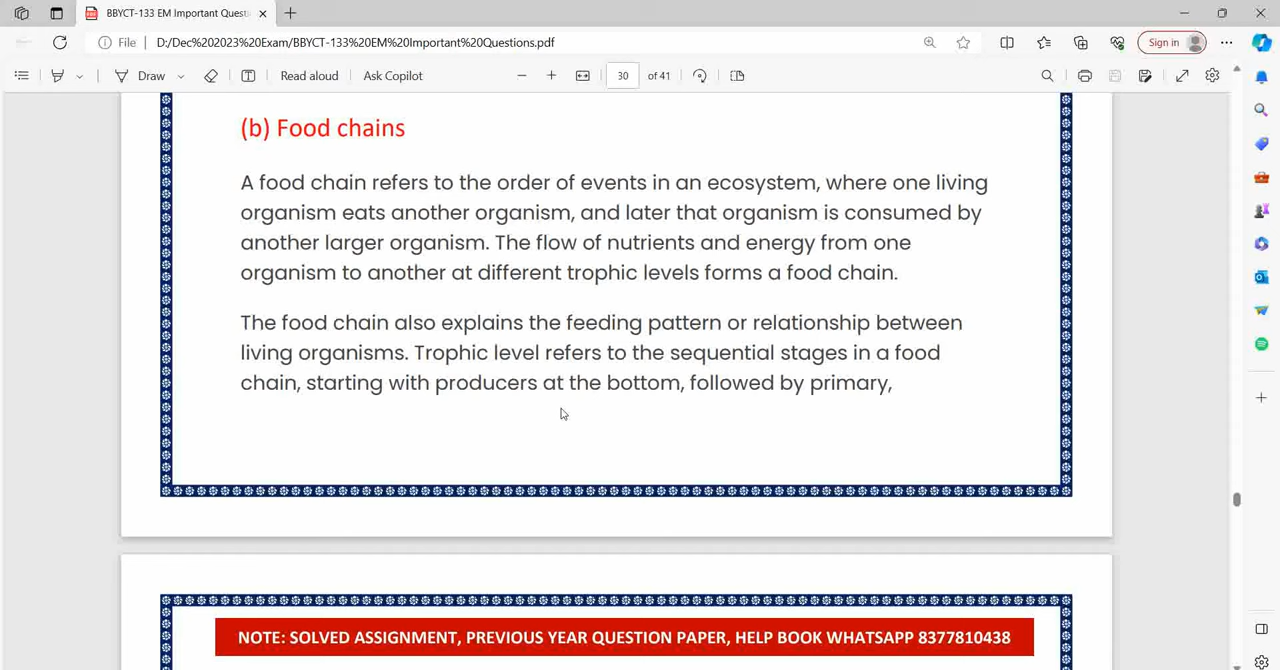 BBYCT-133 EM Important Questi
File D:/Dec%202023%20Exam/BBYCT-133%20EM%20Important%20Questions.pdf
Sign in
Draw Read aloud Ask Copilot 30 of 41
(b) Food chains
A food chain refers to the order of events in an ecosystem, where one living
organism eats another organism, and later that organism is consumed by
another larger organism. The flow of nutrients and energy from one
organism to another at different trophic levels forms a food chain.
The food chain also explains the feeding pattern or relationship between
living organisms. Trophic level refers to the sequential stages in a food
chain, starting with producers at the bottom, followed by primary,
NOTE: SOLVED ASSIGNMENT, PREVIOUS YEAR QUESTION PAPER, HELP BOOK WHATSAPP 8377810438